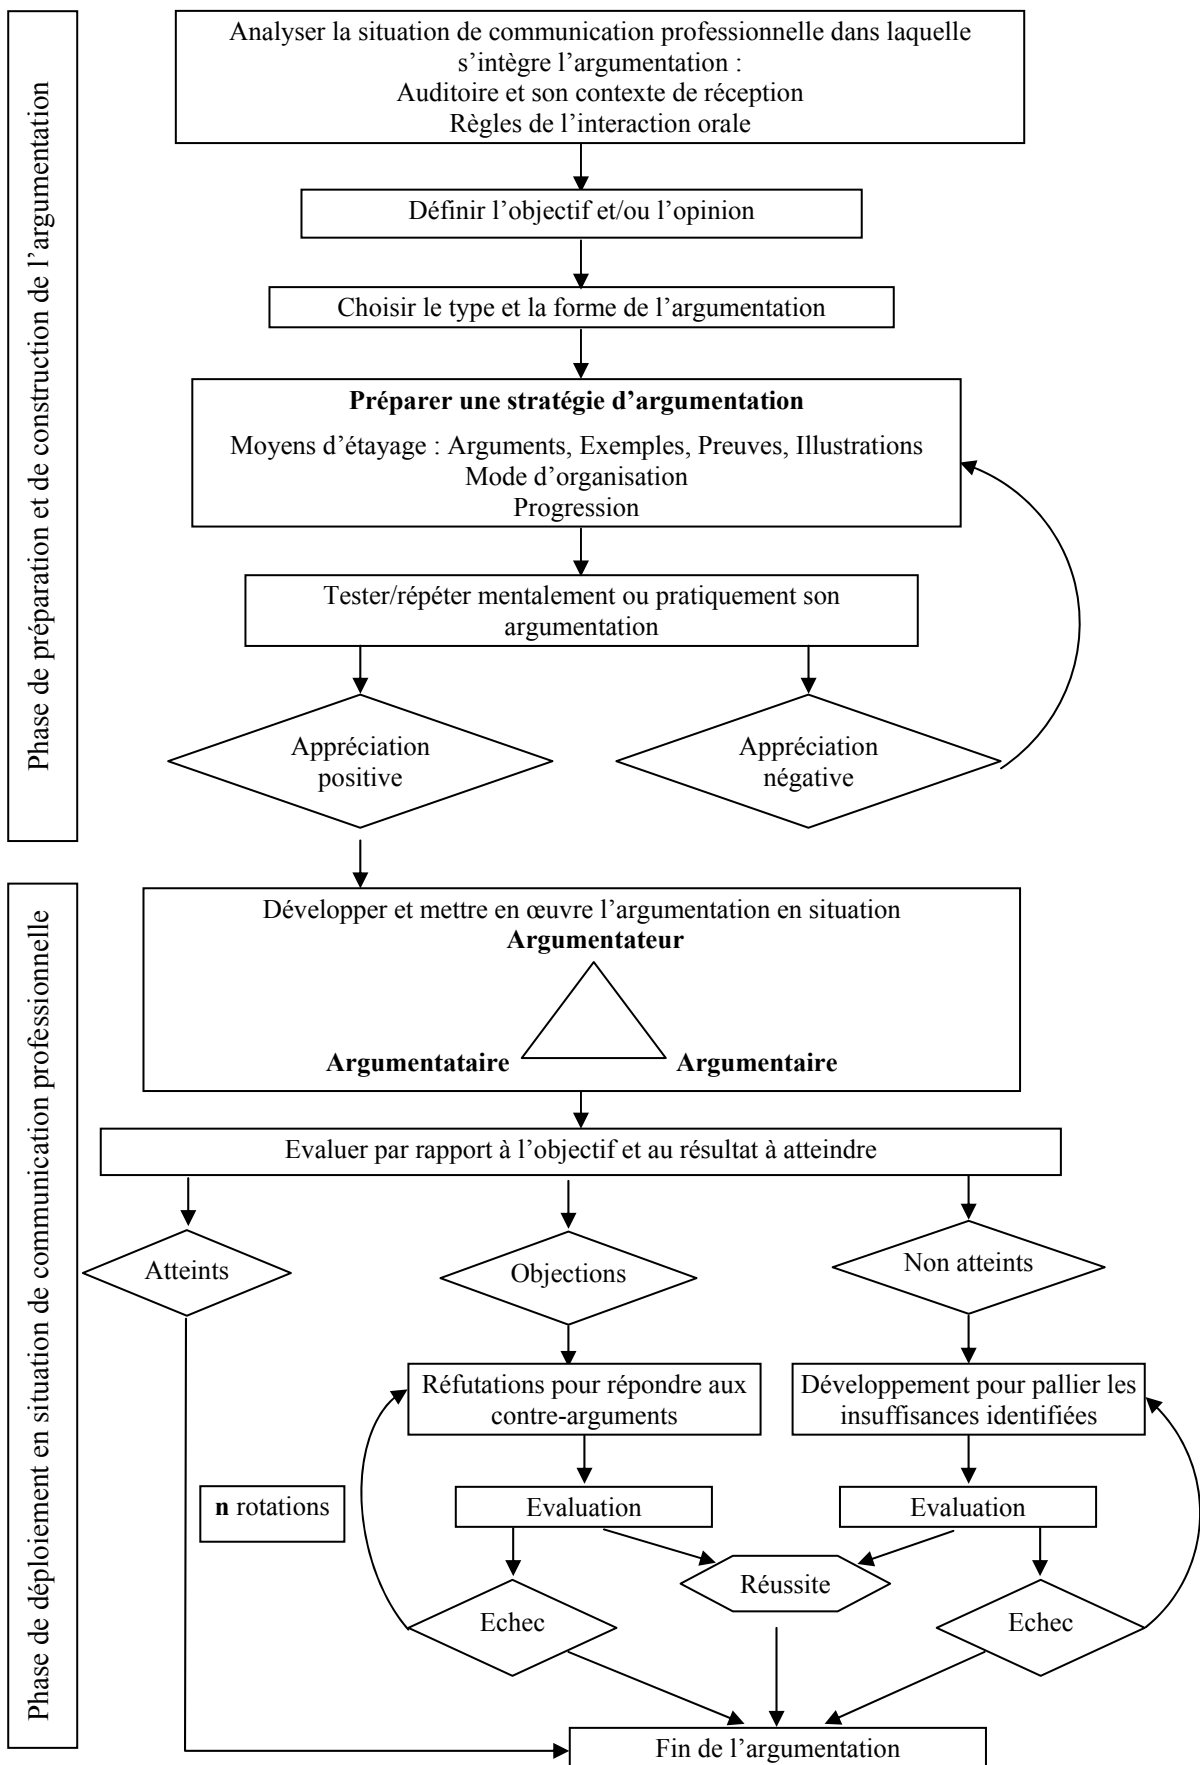 Phase de préparation et de construction de l’argumentation
Analyser la situation de communication professionnelle dans laquelle
s’intègre l’argumentation :
Auditoire et son contexte de réception
Règles de l’interaction orale
Définir l’objectif et/ou l’opinion
Choisir le type et la forme de l’argumentation
Préparer une stratégie d’argumentation
Moyens d’étayage : Arguments, Exemples, Preuves, Illustrations
Mode d’organisation
Progression
Tester/répéter mentalement ou pratiquement son
argumentation
Appréciation
positive
Appréciation
négative
Phase de déploiement en situation de communication professionnelle
Développer et mettre en œuvre l’argumentation en situation
Argumentateur
Argumentataire
Argumentaire
Evaluer par rapport à l’objectif et au résultat à atteindre
Atteints
Objections
Non atteints
Réfutations pour répondre aux
contre-arguments
Développement pour pallier les
insuffisances identifiées
n rotations
Evaluation
Evaluation
Réussite
Echec
Echec
Fin de l’argumentation